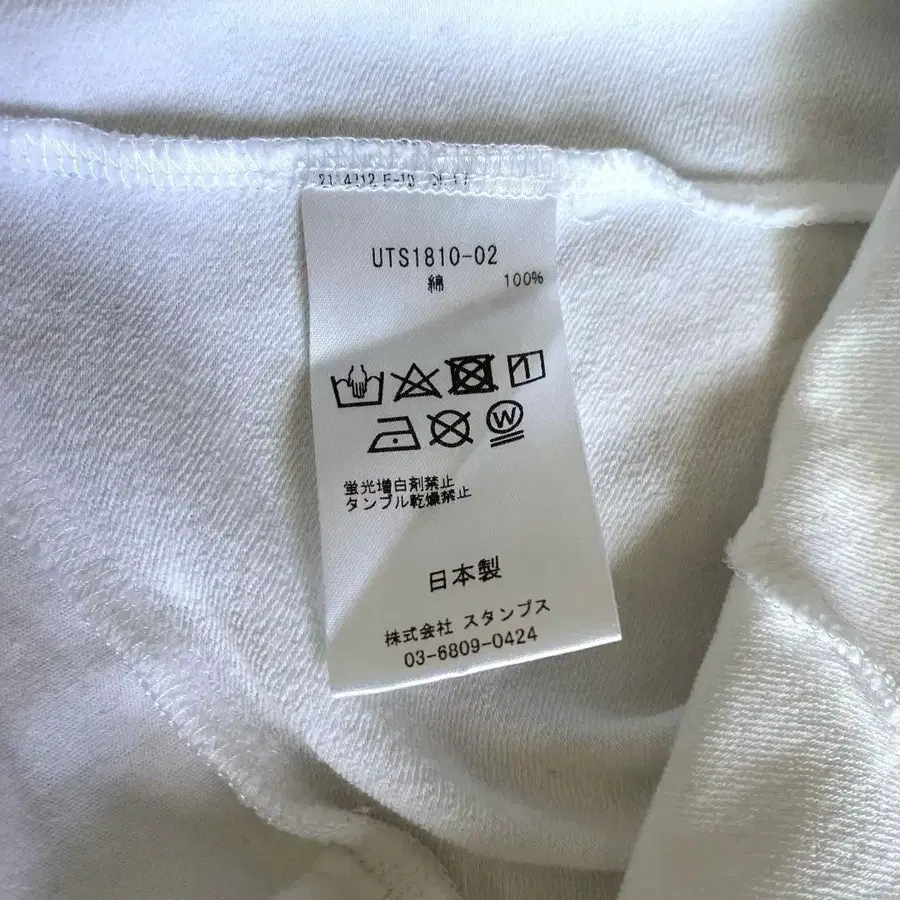 UTS1810-02
綿 100%
W
蛍光増白剤禁止
タンブル乾燥禁止
日本製
株式会社 スタンプス
03-6809-0424